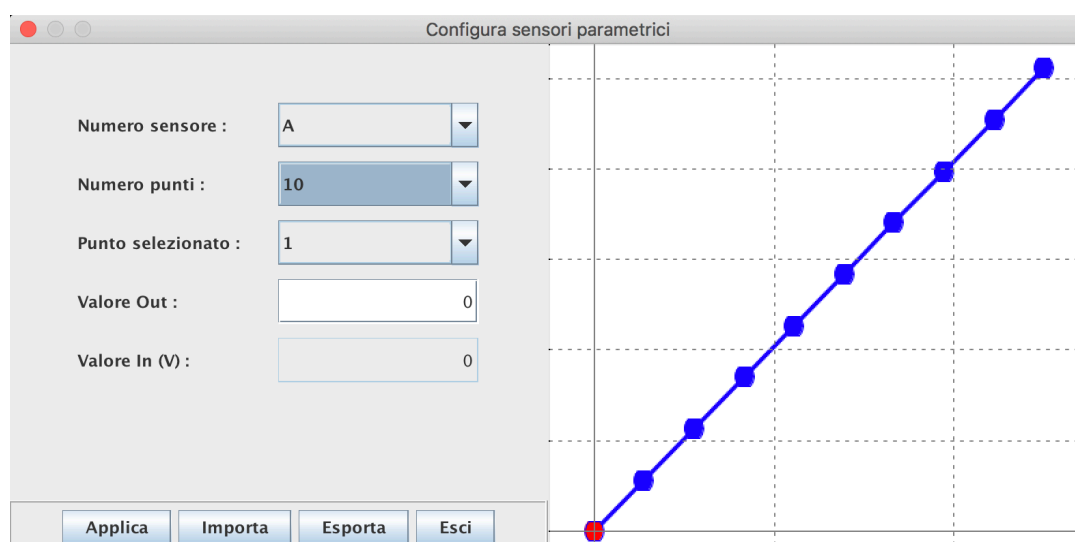 Configura sensori parametrici
Numero sensore : A
Numero punti : 10
Punto selezionato : 1
Valore Out : 0
Valore In (V) : 0
Applica Importa Esporta Esci